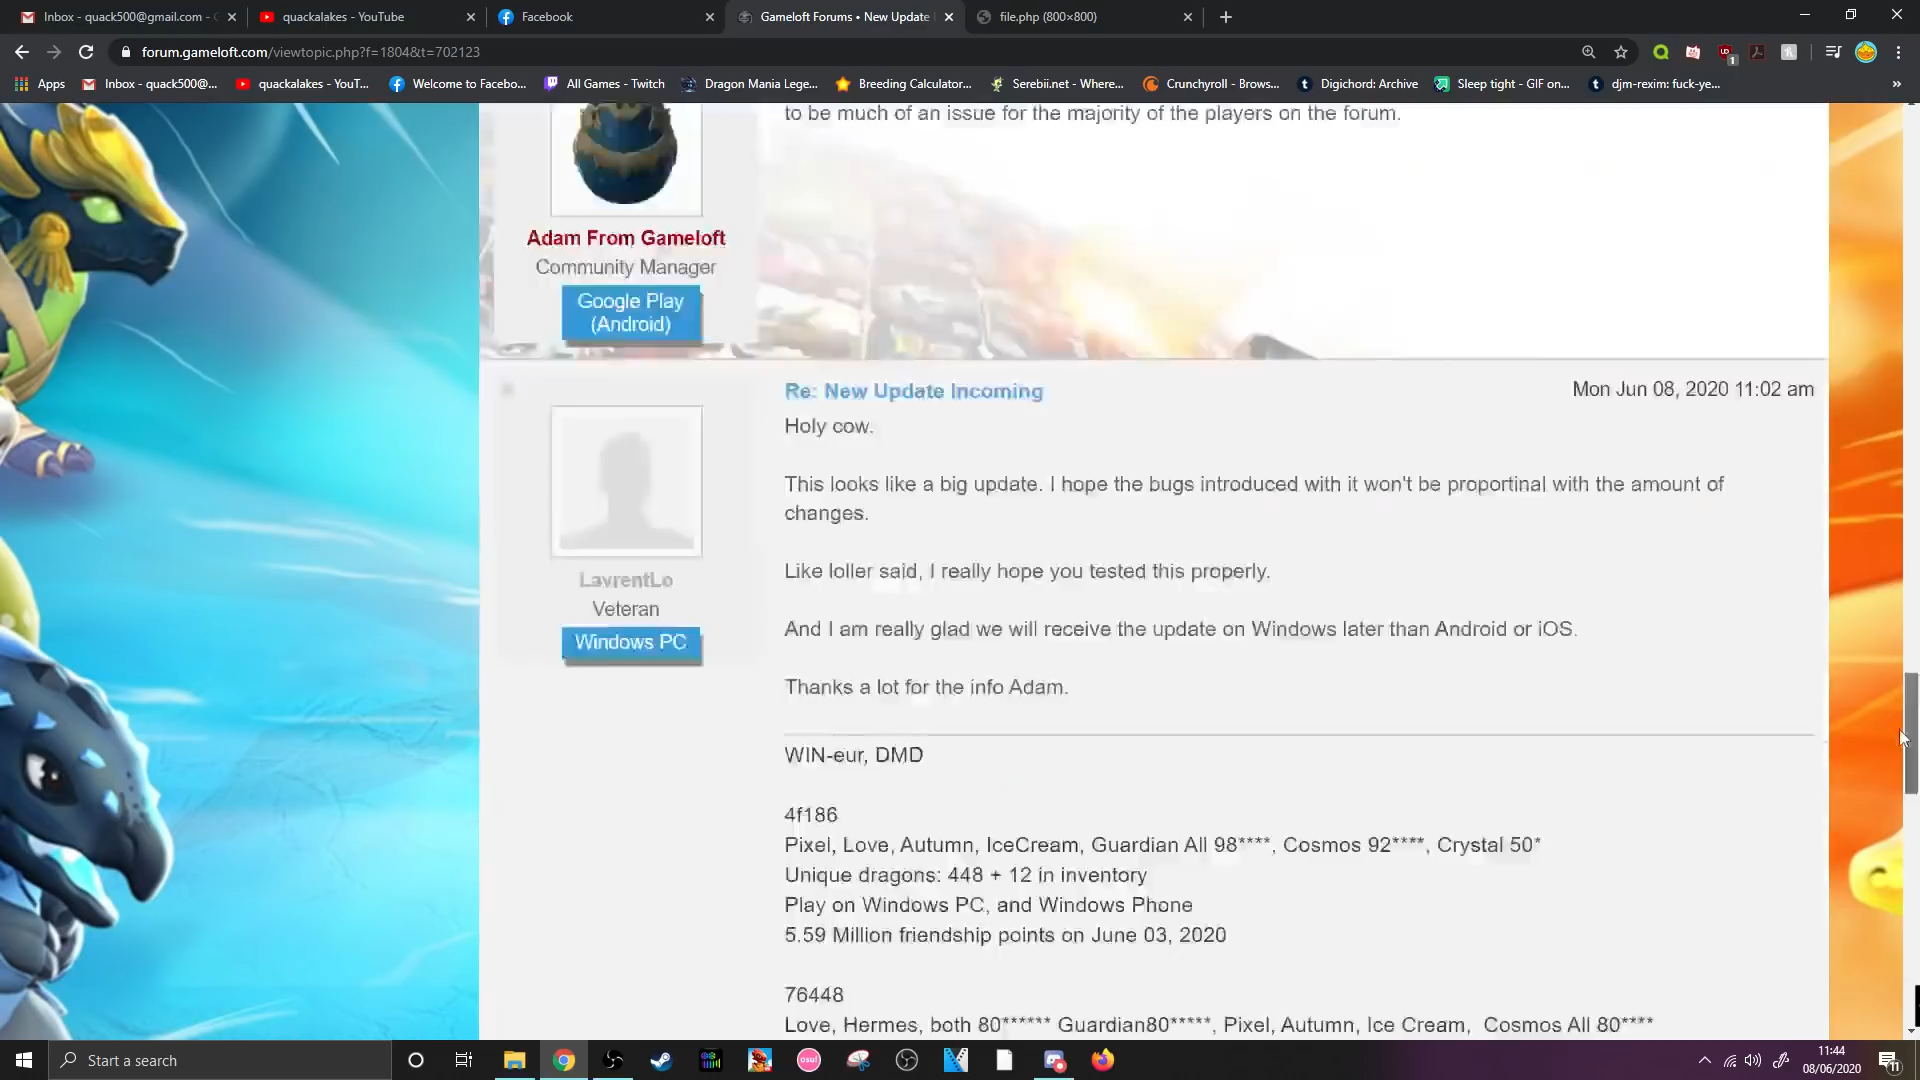 Inbox - quack500@gmail.com -
quackalakes - YouTube
Facebook
Gameloft Forums • New Update
file.php (800×800)
forum.gameloft.com/viewtopic.php?f=1804&t=702123
Apps
Inbox - quack500@...
quackalakes - YouT...
Welcome to Facebo...
All Games - Twitch
Dragon Mania Lege...
Breeding Calculator...
Serebii.net - Where...
Crunchyroll - Brows...
Digichord: Archive
Sleep tight - GIF on...
djm-rexim: fuck-ye...
»
to be much of an issue for the majority of the players on the forum.
Adam From Gameloft
Community Manager
Google Play
(Android)
Re: New Update Incoming
Mon Jun 08, 2020 11:02 am
Holy cow.
This looks like a big update. I hope the bugs introduced with it won't be proportinal with the amount of
changes.
Like loller said, I really hope you tested this properly.
And I am really glad we will receive the update on Windows later than Android or iOS.
Thanks a lot for the info Adam.
LavrentLo
Veteran
Windows PC
WIN-eur, DMD
4f186
Pixel, Love, Autumn, IceCream, Guardian All 98****, Cosmos 92****, Crystal 50*
Unique dragons: 448 + 12 in inventory
Play on Windows PC, and Windows Phone
5.59 Million friendship points on June 03, 2020
76448
Love, Hermes, both 80****** Guardian80*****, Pixel, Autumn, Ice Cream, Cosmos All 80****
Start a search
osu!
11:44
08/06/2020
11